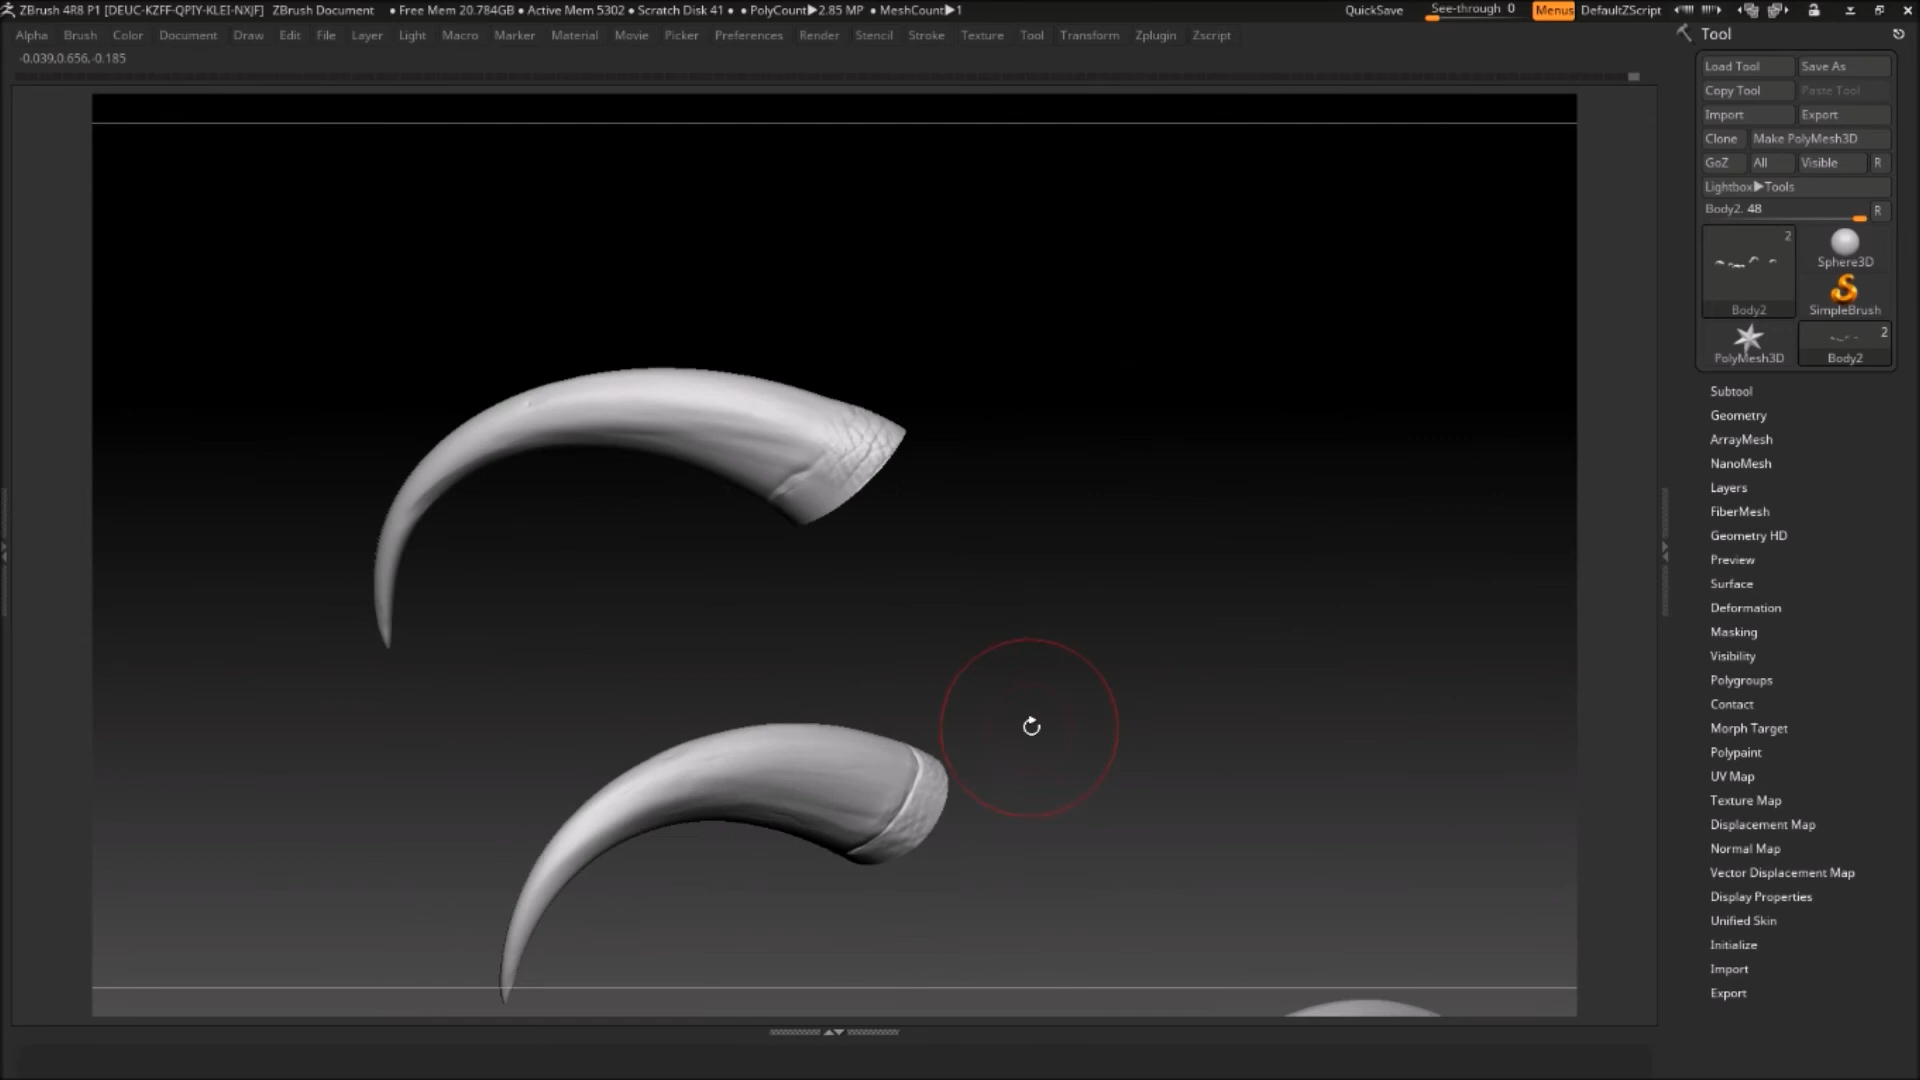 ZBrush 4R8 P1 [DEUC-KZFF-QPIY-KLEI-NXJF] ZBrush Document • Free Mem 20.784GB • Active Mem 5302 • Scratch Disk 41 • • PolyCount▶2.85 MP • MeshCount▶1 QuickSave See-through 0 Menus DefaultZScript
Alpha Brush Color Document Draw Edit File Layer Light Macro Marker Material Movie Picker Preferences Render Stencil Stroke Texture Tool Transform Zplugin Zscript
-0.039,0.656,-0.185
Tool
Load Tool Save As
Copy Tool Paste Tool
Import Export
Clone Make PolyMesh3D
GoZ All Visible R
Lightbox▶Tools
Body2. 48 R
2
Sphere3D
Body2 SimpleBrush
2
PolyMesh3D Body2
Subtool
Geometry
ArrayMesh
NanoMesh
Layers
FiberMesh
Geometry HD
Preview
Surface
Deformation
Masking
Visibility
Polygroups
Contact
Morph Target
Polypaint
UV Map
Texture Map
Displacement Map
Normal Map
Vector Displacement Map
Display Properties
Unified Skin
Initialize
Import
Export